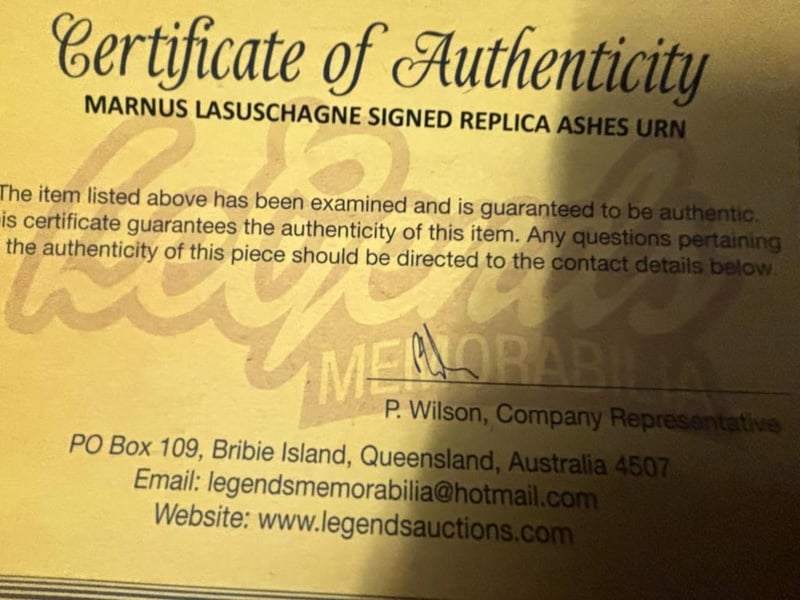 Certificate of Authenticity
MARNUS LASUSCHAGNE SIGNED REPLICA ASHES URN
The item listed above has been examined and is guaranteed to be authentic.
is certificate guarantees the authenticity of this item. Any questions pertaining
the authenticity of this piece should be directed to the contact details below.
Legends
MEMORABILIA
P. Wilson, Company Representative
PO Box 109, Bribie Island, Queensland, Australia 4507
Email: legendsmemorabilia@hotmail.com
Website: www.legendsauctions.com